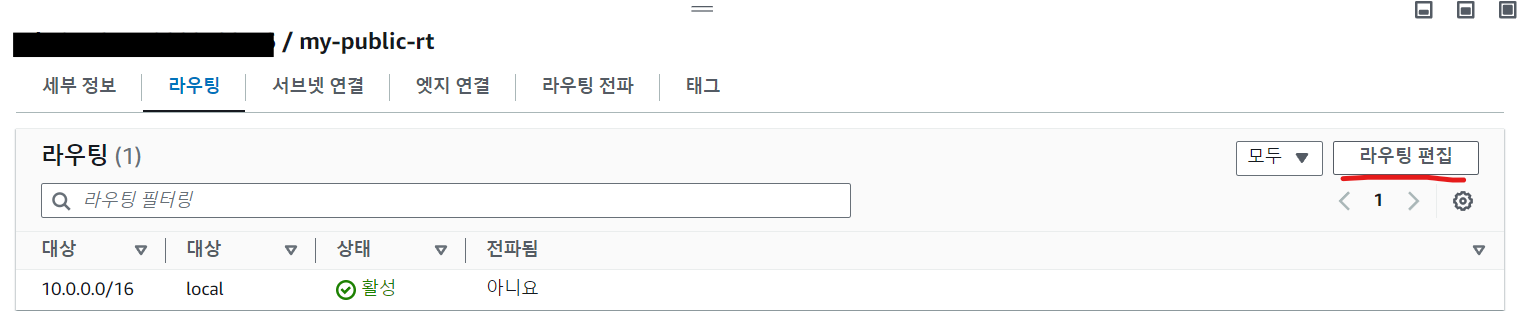 / my-public-rt
세부 정보 라우팅 서브넷 연결 엣지 연결 라우팅 전파 태그
라우팅 (1) 모두 라우팅 편집
라우팅 필터링 1
대상 대상 상태 전파됨
10.0.0.0/16 local 활성 아니요